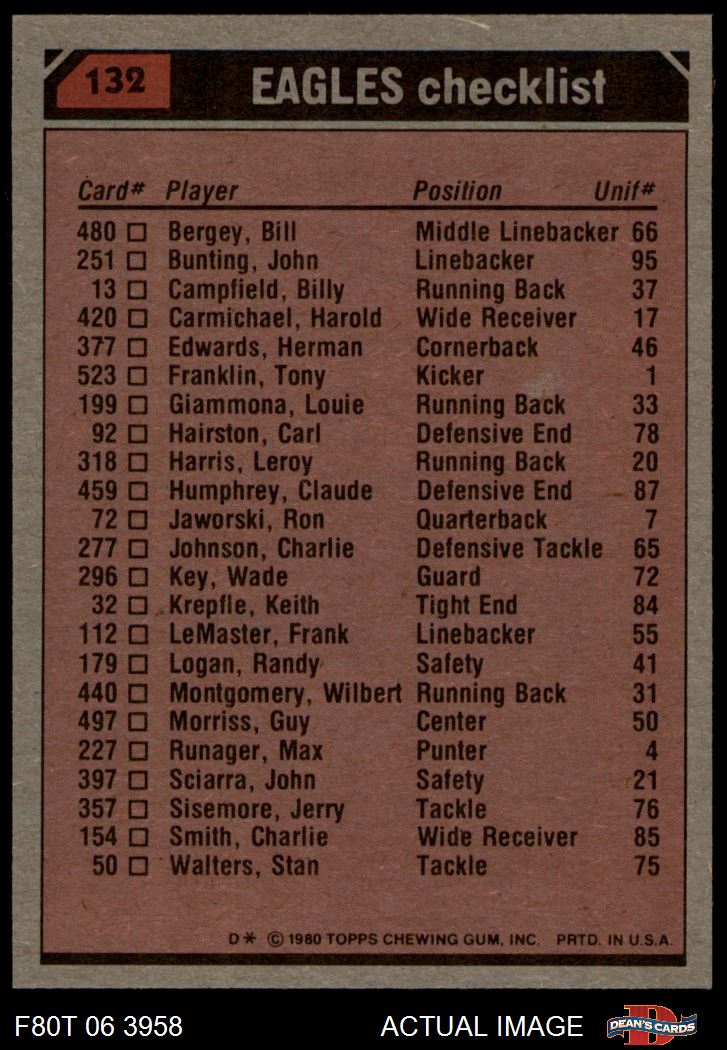 132 EAGLES checklist
Card# Player Position Unif#
480 Bergey, Bill Middle Linebacker 66
251 Bunting, John Linebacker 95
13 Campfield, Billy Running Back 37
420 Carmichael, Harold Wide Receiver 17
377 Edwards, Herman Cornerback 46
523 Franklin, Tony Kicker 1
199 Giammona, Louie Running Back 33
92 Hairston, Carl Defensive End 78
318 Harris, Leroy Running Back 20
459 Humphrey, Claude Defensive End 87
72 Jaworski, Ron Quarterback 7
277 Johnson, Charlie Defensive Tackle 65
296 Key, Wade Guard 72
32 Krepfle, Keith Tight End 84
112 LeMaster, Frank Linebacker 55
179 Logan, Randy Safety 41
440 Montgomery, Wilbert Running Back 31
497 Morriss, Guy Center 50
227 Runager, Max Punter 4
397 Sciarra, John Safety 21
357 Sisemore, Jerry Tackle 76
154 Smith, Charlie Wide Receiver 85
50 Walters, Stan Tackle 75
D* © 1980 TOPPS CHEWING GUM, INC. PRTD. IN U.S.A.
F80T 06 3958 ACTUAL IMAGE D DEAN'S CARDS